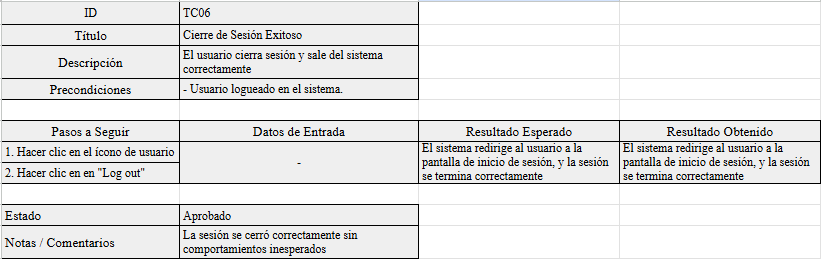 ID TC06
Título Cierre de Sesión Exitoso
Descripción El usuario cierra sesión y sale del sistema
correctamente
Precondiciones - Usuario logueado en el sistema.
Pasos a Seguir Datos de Entrada Resultado Esperado Resultado Obtenido
1. Hacer clic en el ícono de usuario
2. Hacer clic en en "Log out"
-
El sistema redirige al usuario a la
pantalla de inicio de sesión, y la sesión
se termina correctamente
El sistema redirige al usuario a la
pantalla de inicio de sesión, y la sesión
se termina correctamente
Estado Aprobado
Notas / Comentarios La sesión se cerró correctamente sin
comportamientos inesperados